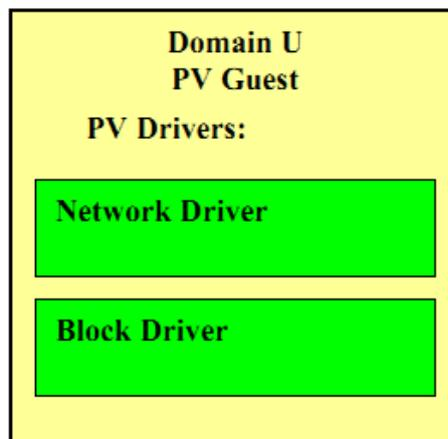 Domain U
PV Guest
PV Drivers:
Network Driver
Block Driver